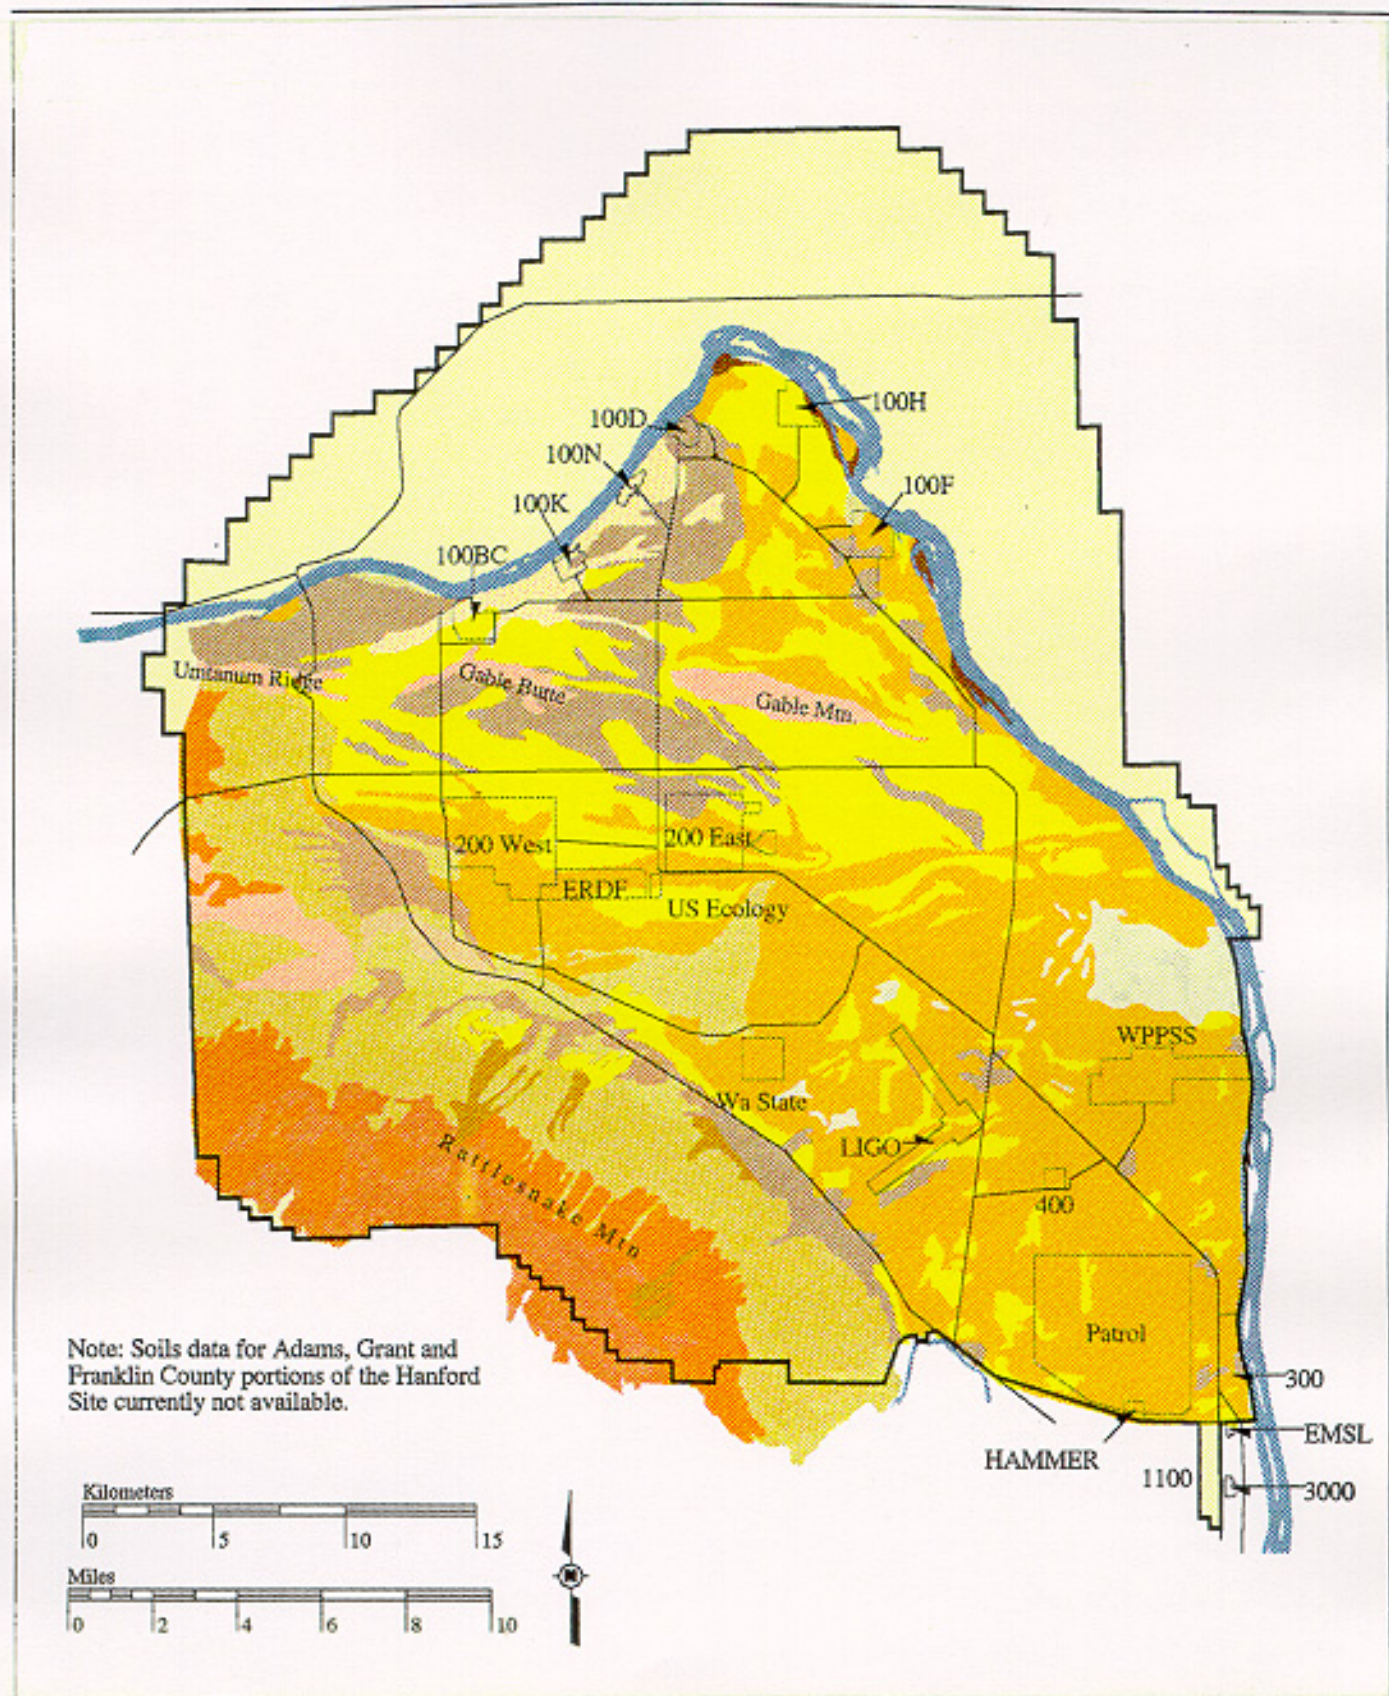 100H
100D
100N
100F
100K
100BC
Umtanum Ridge
Gable Butte
Gable Mtn.
200 West
200 East
ERDF
US Ecology
WPPSS
Wa State
LIGO
Rattlesnake Mtn
400
Patrol
Note: Soils data for Adams, Grant and
Franklin County portions of the Hanford
Site currently not available.
300
EMSL
HAMMER
1100
3000
Kilometers
0 5 10 15
Miles
0 2 4 6 8 10
N